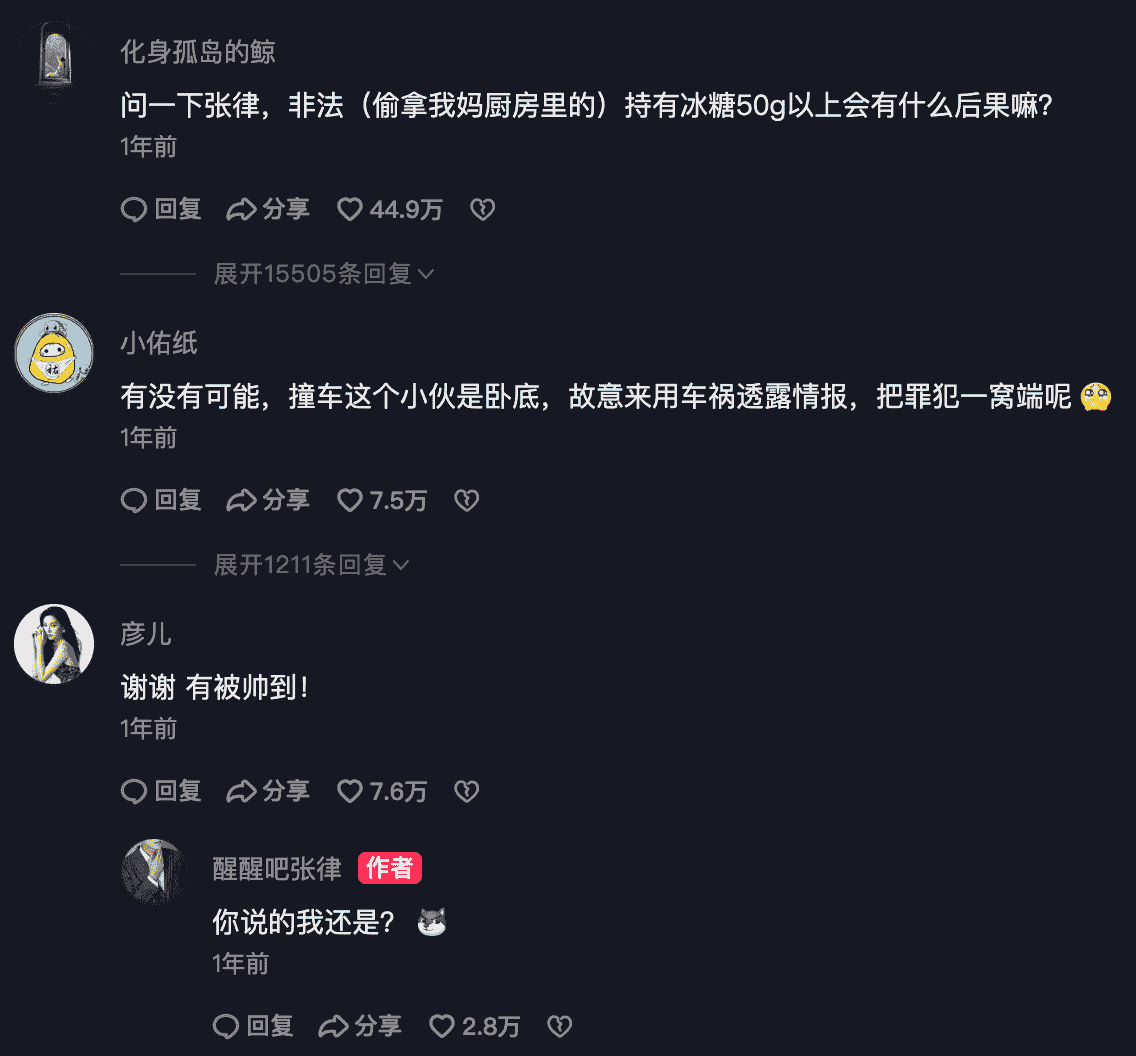 化身孤岛的鲸
问一下张律，非法（偷拿我妈厨房里的）持有冰糖50g以上会有什么后果嘛？
1年前
回复 分享 44.9万
展开15505条回复
小佑纸
有没有可能，撞车这个小伙是卧底，故意来用车祸透露情报，把罪犯一窝端呢
1年前
回复 分享 7.5万
展开1211条回复
彦儿
谢谢 有被帅到！
1年前
回复 分享 7.6万
醒醒吧张律 作者
你说的我还是？
1年前
回复 分享 2.8万